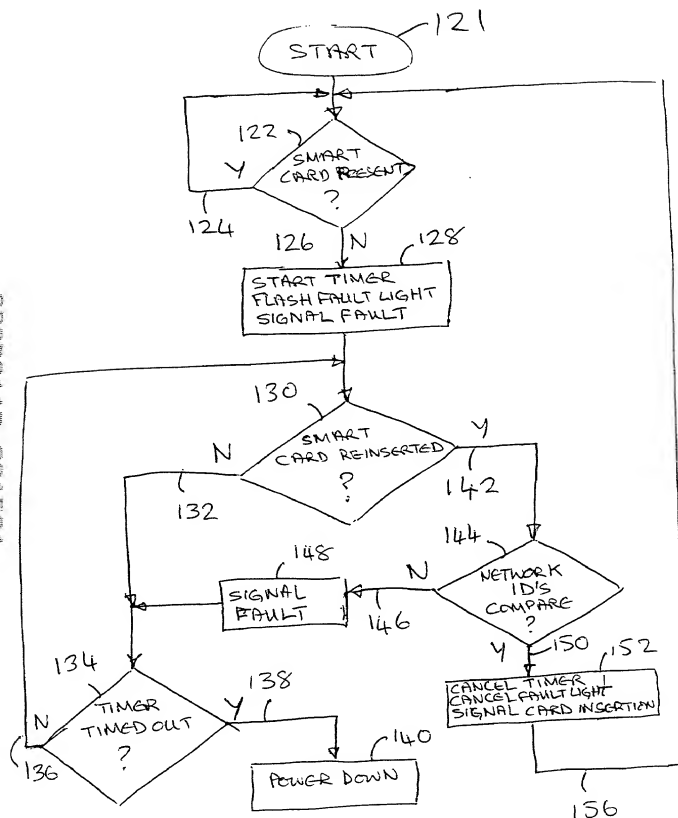 121
START
122
SMART
CARD PRESENT
?
Y
124
126
N
128
START TIMER
FLASH FAULT LIGHT
SIGNAL FAULT
130
SMART
CARD REINSERTED
?
N
Y
132
142
144
NETWORK
ID'S
COMPARE
?
148
SIGNAL
FAULT
N
146
Y
150
152
CANCEL TIMER
CANCEL FAULT LIGHT
SIGNAL CARD INSERTION
134
TIMER
TIMED OUT
?
N
136
Y
138
140
POWER DOWN
156